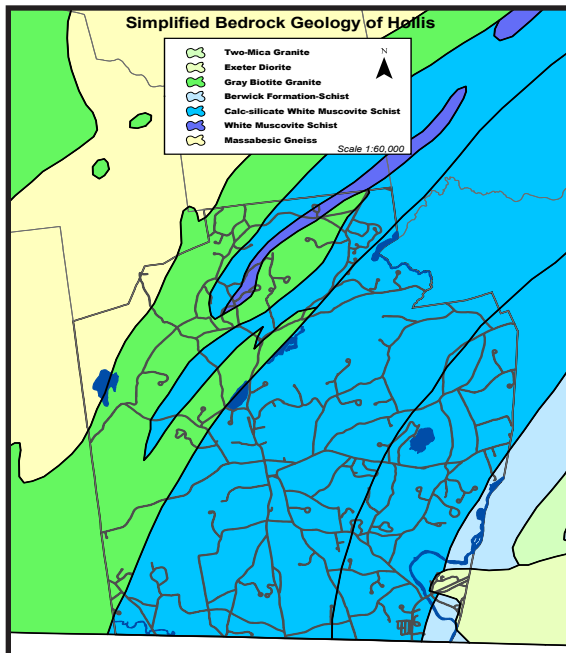 Simplified Bedrock Geology of Hollis
N
Two-Mica Granite
Exeter Diorite
Gray Biotite Granite
Berwick Formation-Schist
Calc-silicate White Muscovite Schist
White Muscovite Schist
Massabesic Gneiss
Scale 1:60,000